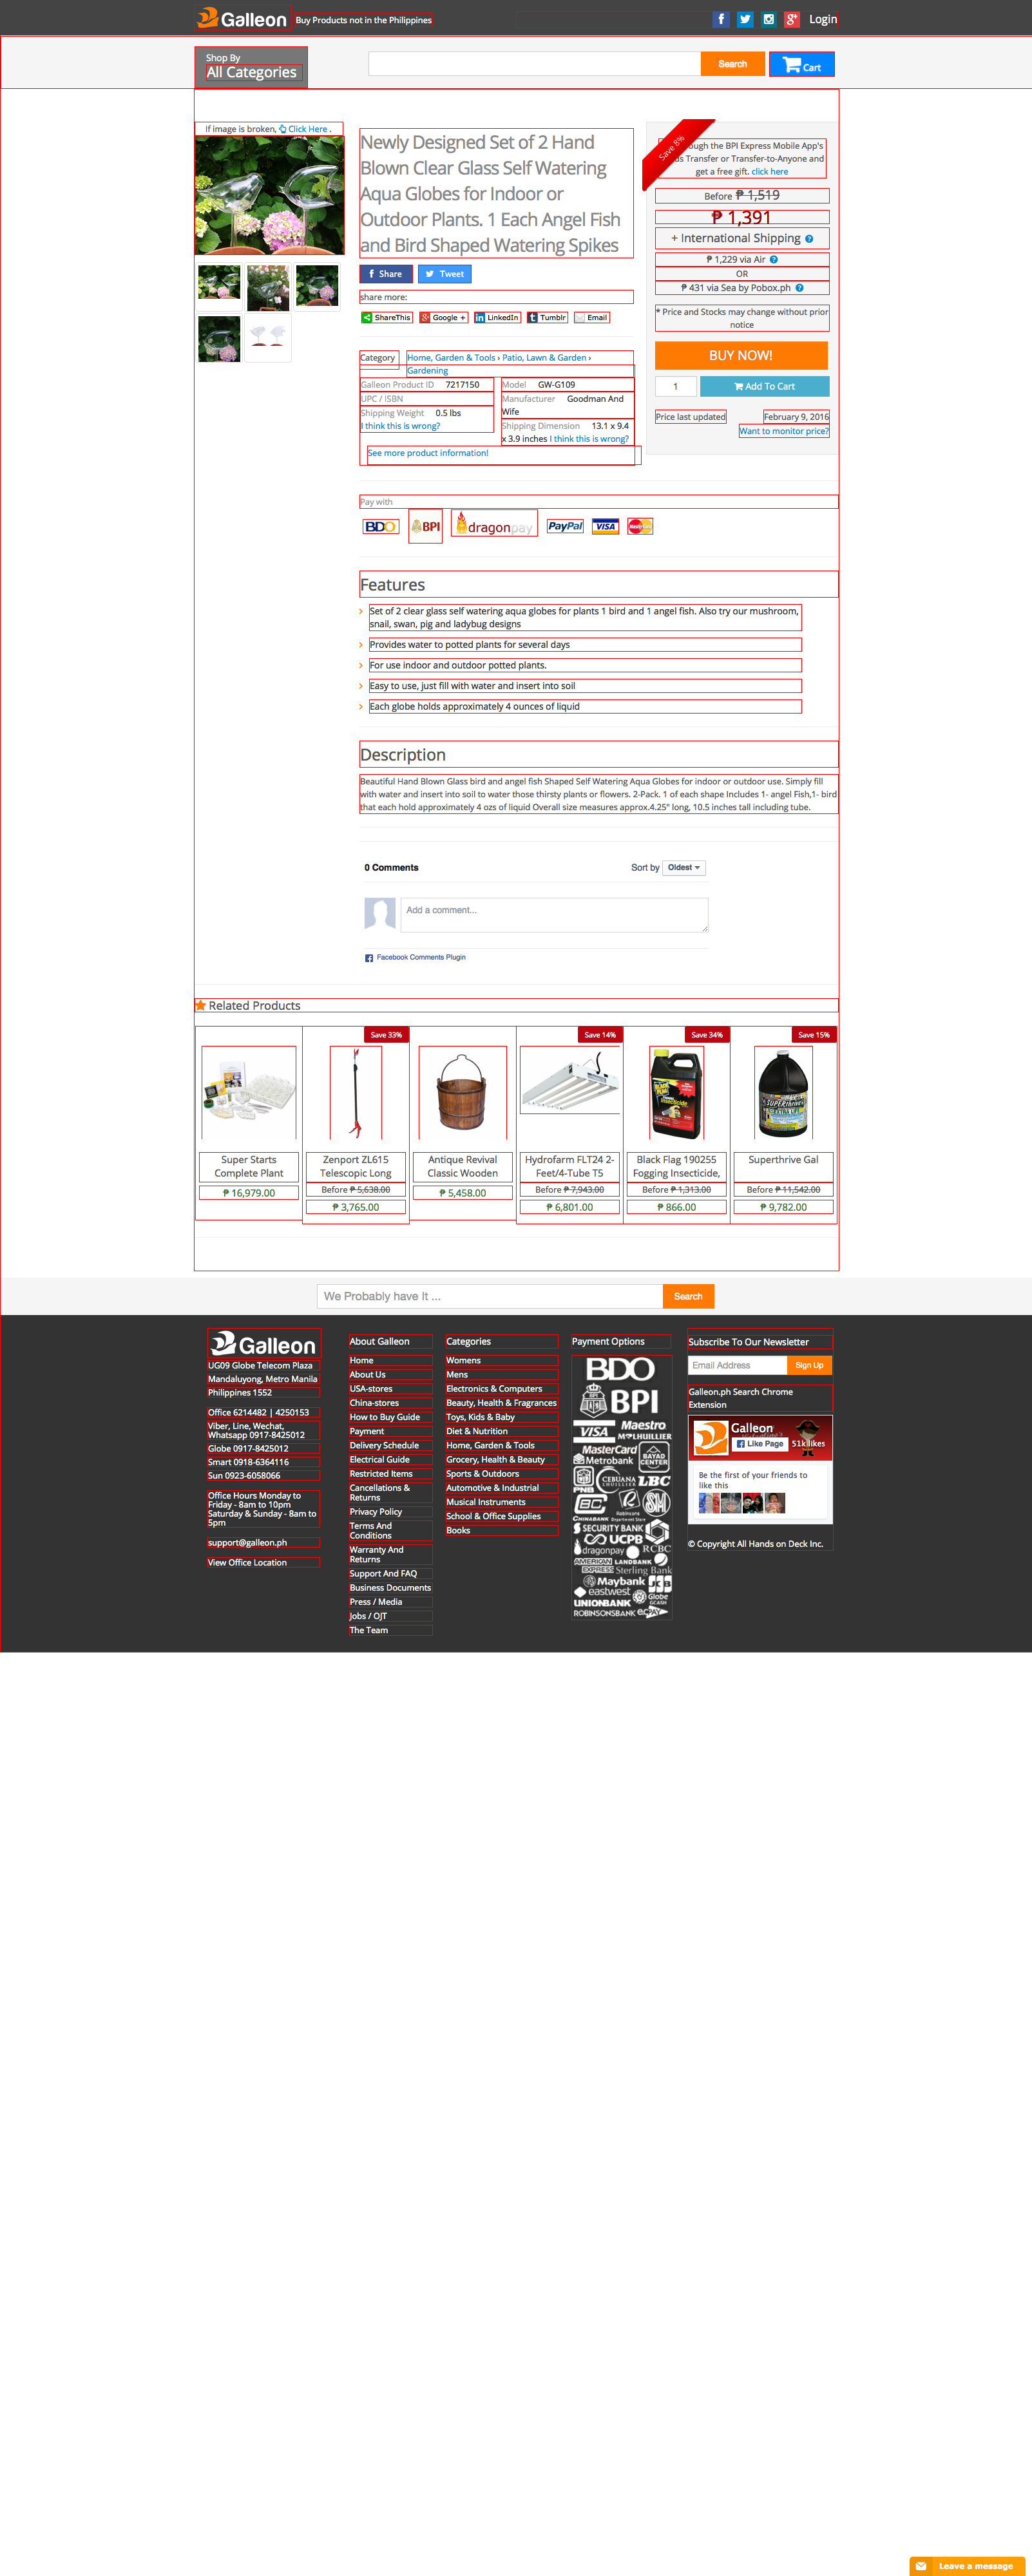 Galleon
Buy Products not in the Philippines
Login
Shop By
All Categories
Search
Cart
If image is broken, Click Here .
Newly Designed Set of 2 Hand
Blown Clear Glass Self Watering
Aqua Globes for Indoor or
Outdoor Plants. 1 Each Angel Fish
and Bird Shaped Watering Spikes
Share
Tweet
share more:
ShareThis
Google +
LinkedIn
Tumblr
Email
Category
Home, Garden & Tools › Patio, Lawn & Garden ›
Gardening
Galleon Product ID 7217150
UPC / ISBN
Shipping Weight 0.5 lbs
I think this is wrong?
Model GW-G109
Manufacturer Goodman And
Wife
Shipping Dimension 13.1 x 9.4
x 3.9 inches I think this is wrong?
See more product information!
Save 8%
through the BPI Express Mobile App's
Transfer or Transfer-to-Anyone and
get a free gift. click here
Before ₱ 1,519
₱ 1,391
+ International Shipping
₱ 1,229 via Air
OR
₱ 431 via Sea by Pobox.ph
* Price and Stocks may change without prior
notice
BUY NOW!
1
Add To Cart
Price last updated
February 9, 2016
Want to monitor price?
Pay with
BDO
BPI
dragonpay
PayPal
VISA
MasterCard
Features
Set of 2 clear glass self watering aqua globes for plants 1 bird and 1 angel fish. Also try our mushroom,
snail, swan, pig and ladybug designs
Provides water to potted plants for several days
For use indoor and outdoor potted plants.
Easy to use, just fill with water and insert into soil
Each globe holds approximately 4 ounces of liquid
Description
Beautiful Hand Blown Glass bird and angel fish Shaped Self Watering Aqua Globes for indoor or outdoor use. Simply fill
with water and insert into soil to water those thirsty plants or flowers. 2-Pack. 1 of each shape Includes 1- angel Fish,1- bird
that each hold approximately 4 ozs of liquid Overall size measures approx.4.25" long, 10.5 inches tall including tube.
0 Comments
Sort by Oldest
Add a comment...
Facebook Comments Plugin
Related Products
Super Starts
Complete Plant
₱ 16,979.00
Save 33%
Zenport ZL615
Telescopic Long
Before ₱ 5,638.00
₱ 3,765.00
Antique Revival
Classic Wooden
₱ 5,458.00
Save 14%
Hydrofarm FLT24 2-
Feet/4-Tube T5
Before ₱ 7,943.00
₱ 6,801.00
Save 34%
Black Flag 190255
Fogging Insecticide,
Before ₱ 1,313.00
₱ 866.00
Save 15%
Superthrive Gal
Before ₱ 11,542.00
₱ 9,782.00
We Probably have It ...
Search
Galleon
UG09 Globe Telecom Plaza
Mandaluyong, Metro Manila
Philippines 1552
Office 6214482 | 4250153
Viber, Line, Wechat,
Whatsapp 0917-8425012
Globe 0917-8425012
Smart 0918-6364116
Sun 0923-6058066
Office Hours Monday to
Friday - 8am to 10pm
Saturday & Sunday - 8am to
5pm
support@galleon.ph
View Office Location
About Galleon
Home
About Us
USA-stores
China-stores
How to Buy Guide
Payment
Delivery Schedule
Electrical Guide
Restricted Items
Cancellations &
Returns
Privacy Policy
Terms And
Conditions
Warranty And
Returns
Support And FAQ
Business Documents
Press / Media
Jobs / OJT
The Team
Categories
Womens
Mens
Electronics & Computers
Beauty, Health & Fragrances
Toys, Kids & Baby
Diet & Nutrition
Home, Garden & Tools
Grocery, Health & Beauty
Sports & Outdoors
Automotive & Industrial
Musical Instruments
School & Office Supplies
Books
Payment Options
BDO
BPI
VISA
Maestro
MLHUILLIER
MasterCard
Metrobank
BAYAD CENTER
PNB
CEBUANA LHUILLIER
LBC
CHINABANK
Robinsons
Department Store
SM
SECURITY BANK
UCPB
dragonpay
RCBC
AMERICAN EXPRESS
LANDBANK
Sterling Bank
Maybank
JCB
eastwest
Globe GCASH
UNIONBANK
ROBINSONSBANK
Subscribe To Our Newsletter
Email Address
Sign Up
Galleon.ph Search Chrome
Extension
Galleon
Like Page
51k likes
Be the first of your friends to
like this
© Copyright All Hands on Deck Inc.
Leave a message